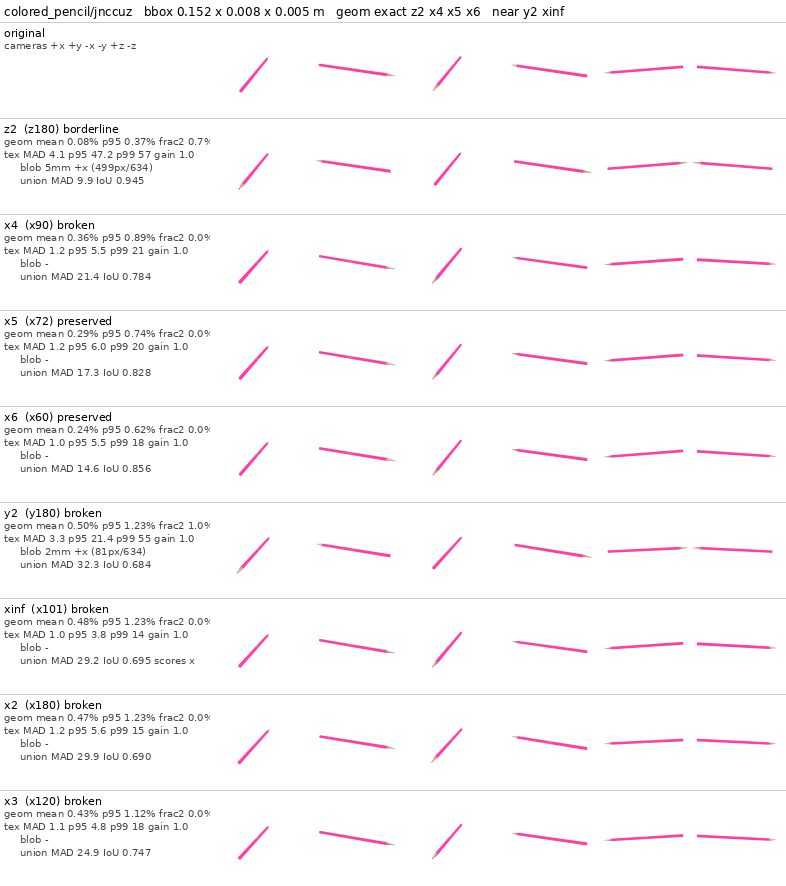 colored_pencil/jnccuz   bbox 0.152 x 0.008 x 0.005 m   geom exact z2 x4 x5 x6   near y2 xinf
original
cameras +x +y -x -y +z -z
z2  (z180) borderline
geom mean 0.08% p95 0.37% frac2 0.7%
tex MAD 4.1 p95 47.2 p99 57 gain 1.0
blob 5mm +x (499px/634)
union MAD 9.9 IoU 0.945
x4  (x90) broken
geom mean 0.36% p95 0.89% frac2 0.0%
tex MAD 1.2 p95 5.5 p99 21 gain 1.0
blob -
union MAD 21.4 IoU 0.784
x5  (x72) preserved
geom mean 0.29% p95 0.74% frac2 0.0%
tex MAD 1.2 p95 6.0 p99 20 gain 1.0
blob -
union MAD 17.3 IoU 0.828
x6  (x60) preserved
geom mean 0.24% p95 0.62% frac2 0.0%
tex MAD 1.0 p95 5.5 p99 18 gain 1.0
blob -
union MAD 14.6 IoU 0.856
y2  (y180) broken
geom mean 0.50% p95 1.23% frac2 1.0%
tex MAD 3.3 p95 21.4 p99 55 gain 1.0
blob 2mm +x (81px/634)
union MAD 32.3 IoU 0.684
xinf  (x101) broken
geom mean 0.48% p95 1.23% frac2 0.0%
tex MAD 1.0 p95 3.8 p99 14 gain 1.0
blob -
union MAD 29.2 IoU 0.695 scores x
x2  (x180) broken
geom mean 0.47% p95 1.23% frac2 0.0%
tex MAD 1.2 p95 5.6 p99 15 gain 1.0
blob -
union MAD 29.9 IoU 0.690
x3  (x120) broken
geom mean 0.43% p95 1.12% frac2 0.0%
tex MAD 1.1 p95 4.8 p99 18 gain 1.0
blob -
union MAD 24.9 IoU 0.747